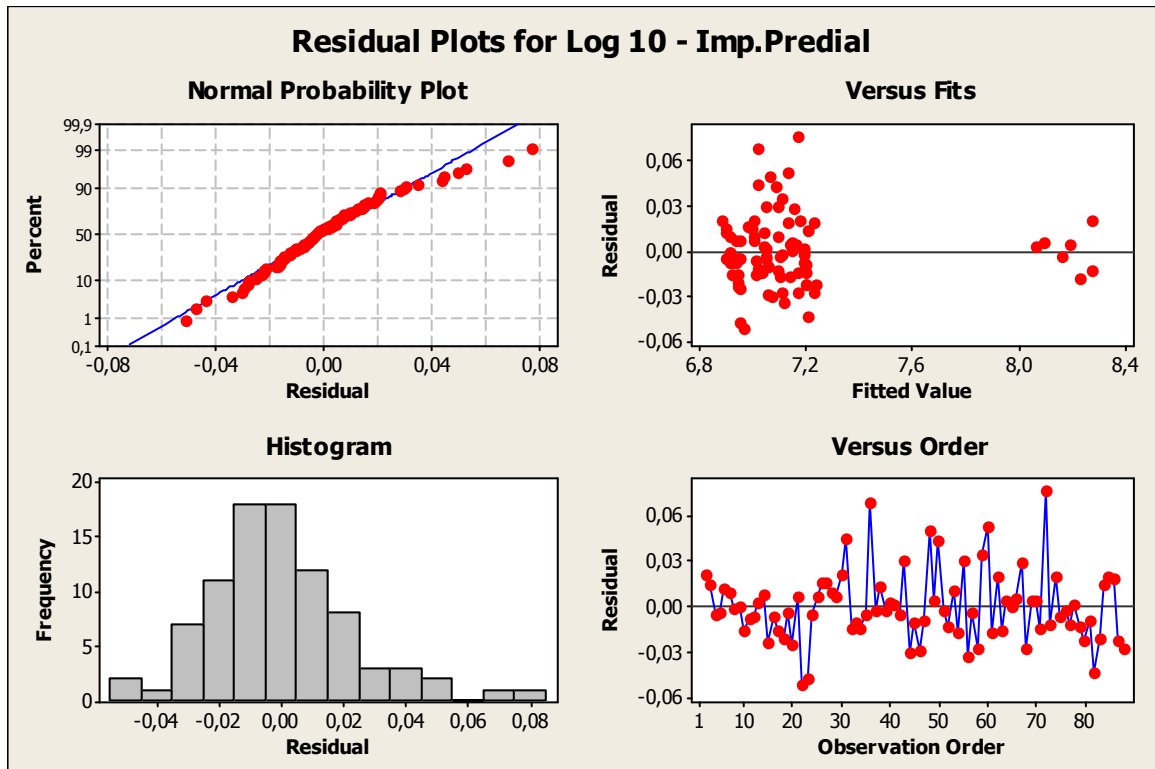 Residual Plots for Log 10 - Imp.Predial
Normal Probability Plot
99,9
99
90
50
10
1
0,1
Percent
-0,08 -0,04 0,00 0,04 0,08
Residual
Versus Fits
0,06
0,03
0,00
-0,03
-0,06
Residual
6,8 7,2 7,6 8,0 8,4
Fitted Value
Histogram
20
15
10
5
0
Frequency
-0,04 -0,02 0,00 0,02 0,04 0,06 0,08
Residual
Versus Order
0,06
0,03
0,00
-0,03
-0,06
Residual
1 10 20 30 40 50 60 70 80
Observation Order